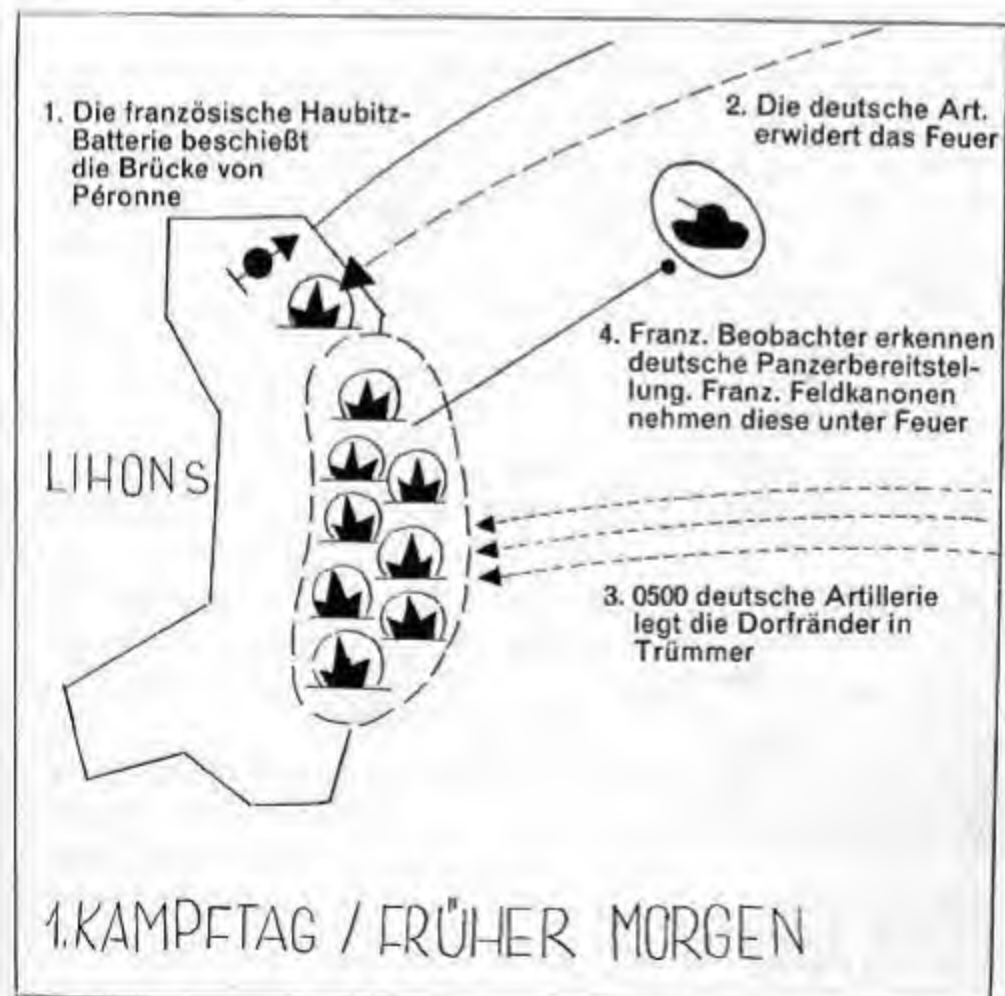 1. Die französische Haubitz-
Batterie beschießt
die Brücke von
Péronne
2. Die deutsche Art.
erwidert das Feuer
4. Franz. Beobachter erkennen
deutsche Panzerbereitstel-
lung. Franz. Feldkanonen
nehmen diese unter Feuer
LIHONS
3. 0500 deutsche Artillerie
legt die Dorfränder in
Trümmer
1. KAMPFTAG / FRÜHER MORGEN